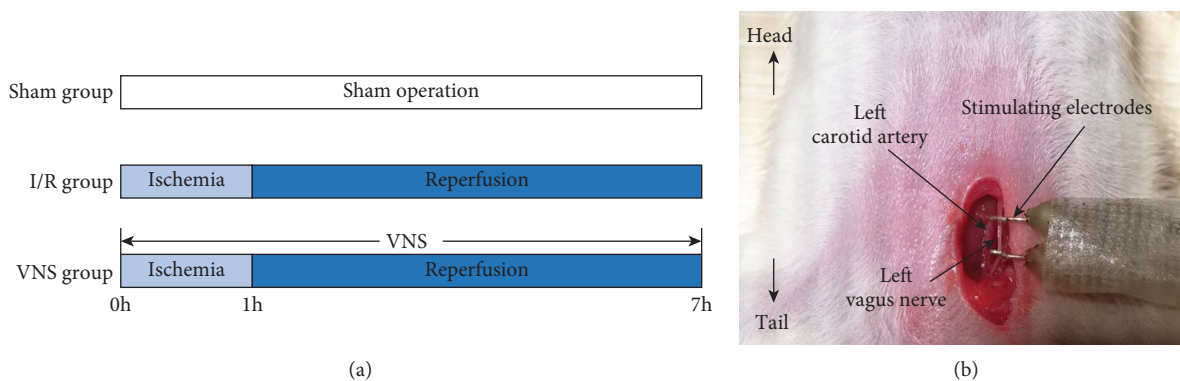 Sham group
Sham operation
I/R group
Ischemia
Reperfusion
VNS
VNS group
Ischemia
Reperfusion
0h
1h
7h
(a)
Head
Left
carotid artery
Stimulating electrodes
Left
vagus nerve
Tail
(b)